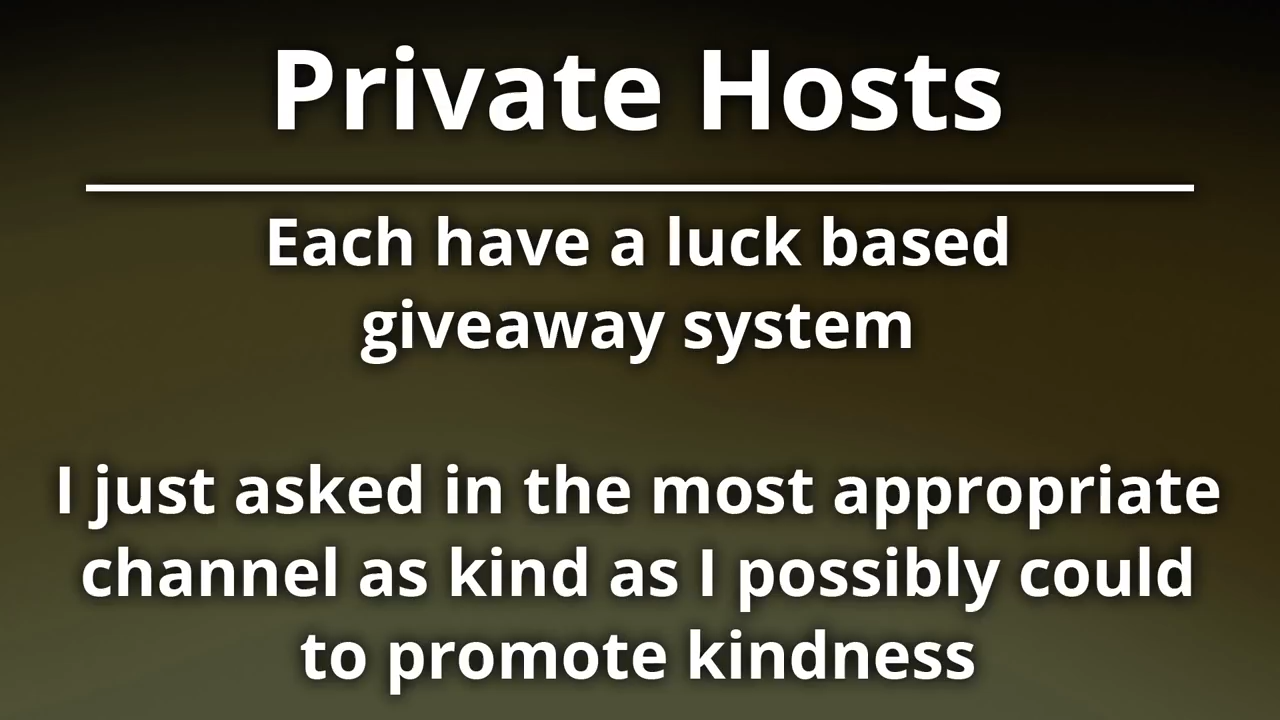 Private Hosts
Each have a luck based
giveaway system
I just asked in the most appropriate
channel as kind as I possibly could
to promote kindness